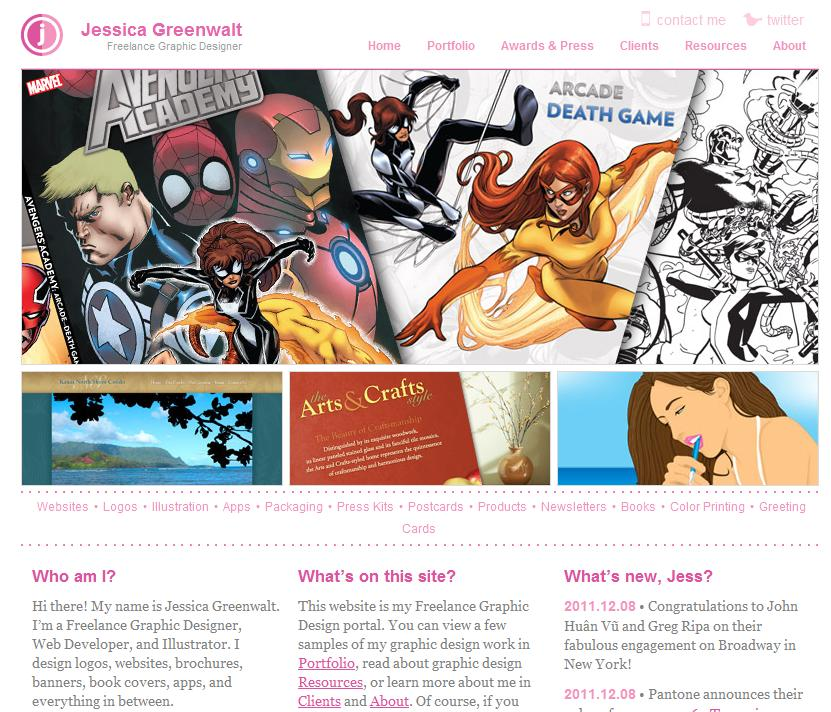 j
Jessica Greenwalt
Freelance Graphic Designer
contact me
twitter
Home Portfolio Awards & Press Clients Resources About
MARVEL
AVENGERS
ACADEMY
AVENGERS ACADEMY: ARCADE DEATH GAM
ARCADE
DEATH GAME
Kauai North Shore Condo
the
Arts & Crafts
style
The Beauty of Craftsmanship
Distinguished by its exquisite woodwork,
its linear paneled stained glass and its fanciful tile mosaics,
the Arts and Crafts-styled home represents the quintessence
of craftsmanship and harmonious design.
Websites • Logos • Illustration • Apps • Packaging • Press Kits • Postcards • Products • Newsletters • Books • Color Printing • Greeting
Cards
Who am I?
Hi there! My name is Jessica Greenwalt.
I'm a Freelance Graphic Designer,
Web Developer, and Illustrator. I
design logos, websites, brochures,
banners, book covers, apps, and
everything in between.
What's on this site?
This website is my Freelance Graphic
Design portal. You can view a few
samples of my graphic design work in
Portfolio, read about graphic design
Resources, or learn more about me in
Clients and About. Of course, if you
What's new, Jess?
2011.12.08 • Congratulations to John
Huân Vũ and Greg Ripa on their
fabulous engagement on Broadway in
New York!
2011.12.08 • Pantone announces their